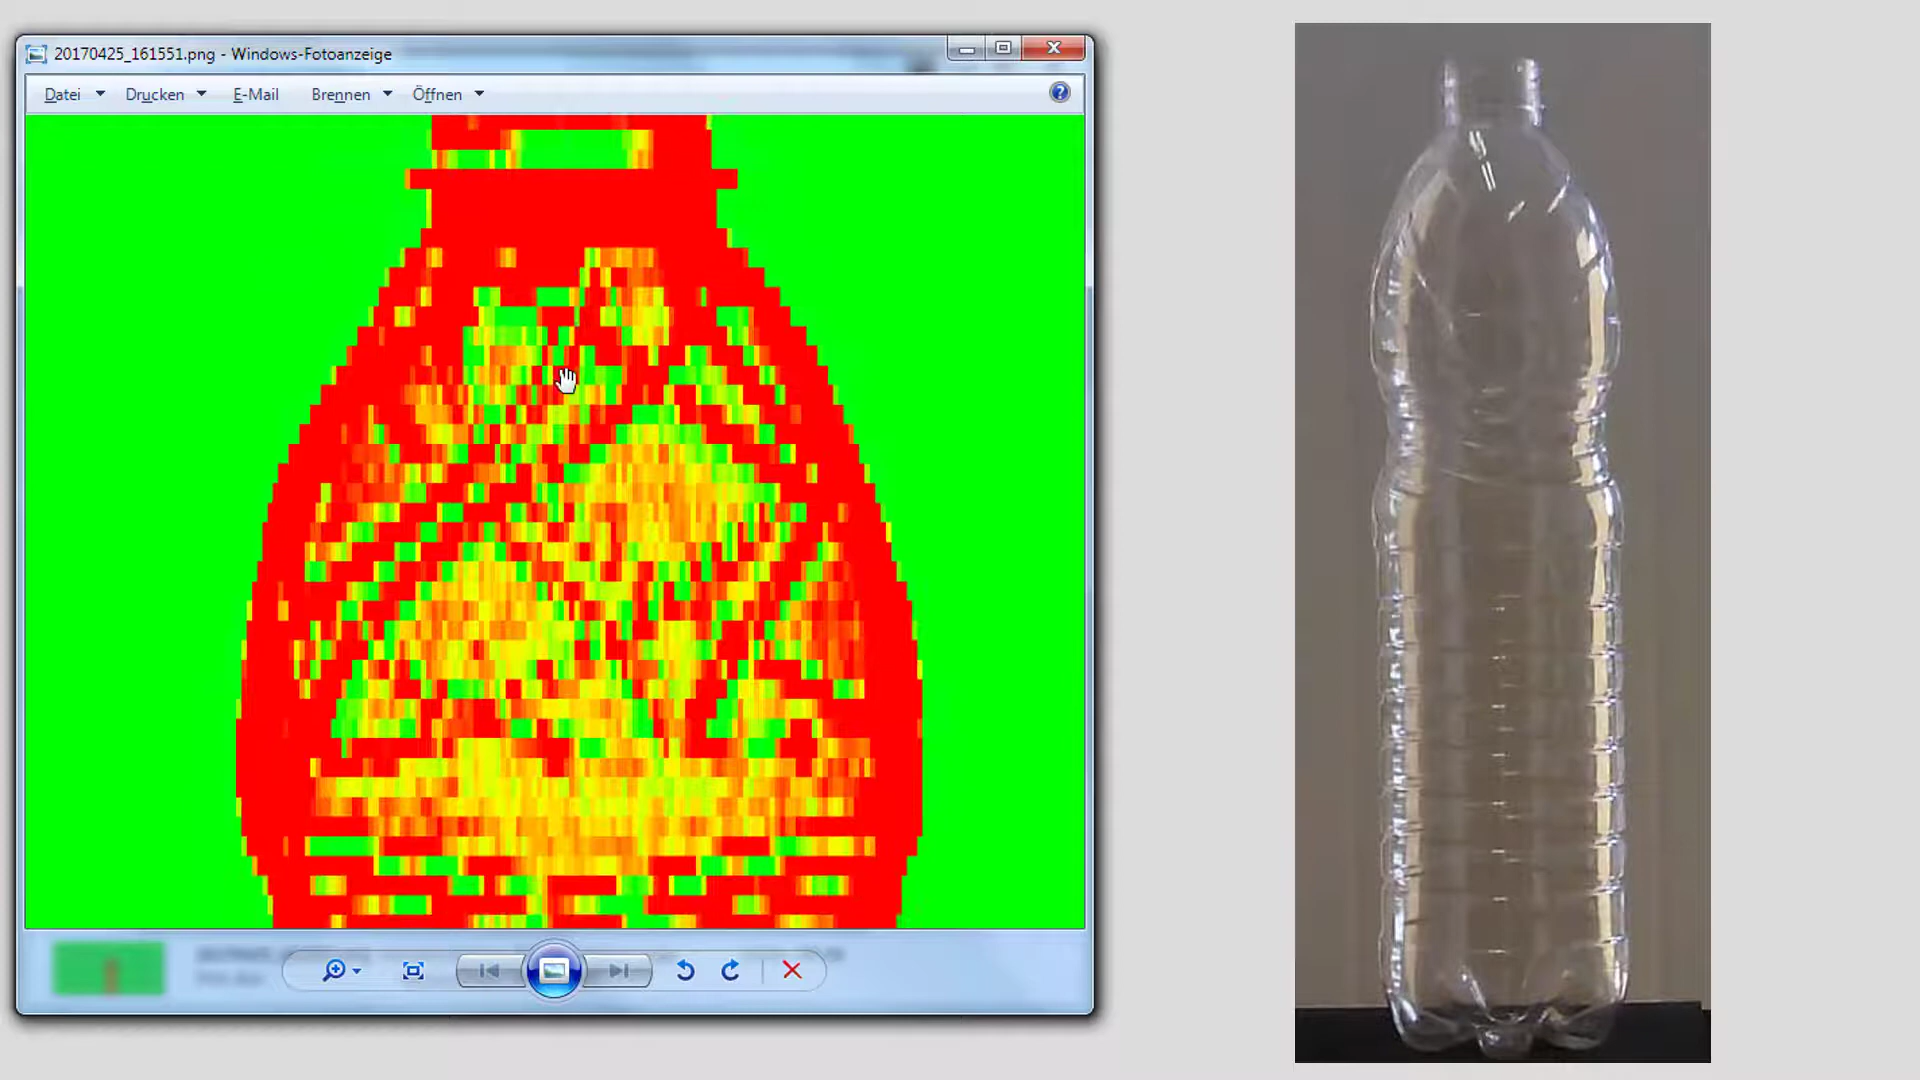 20170425_161551.png - Windows-Fotoanzeige
Datei Drucken E-Mail Brennen Öffnen